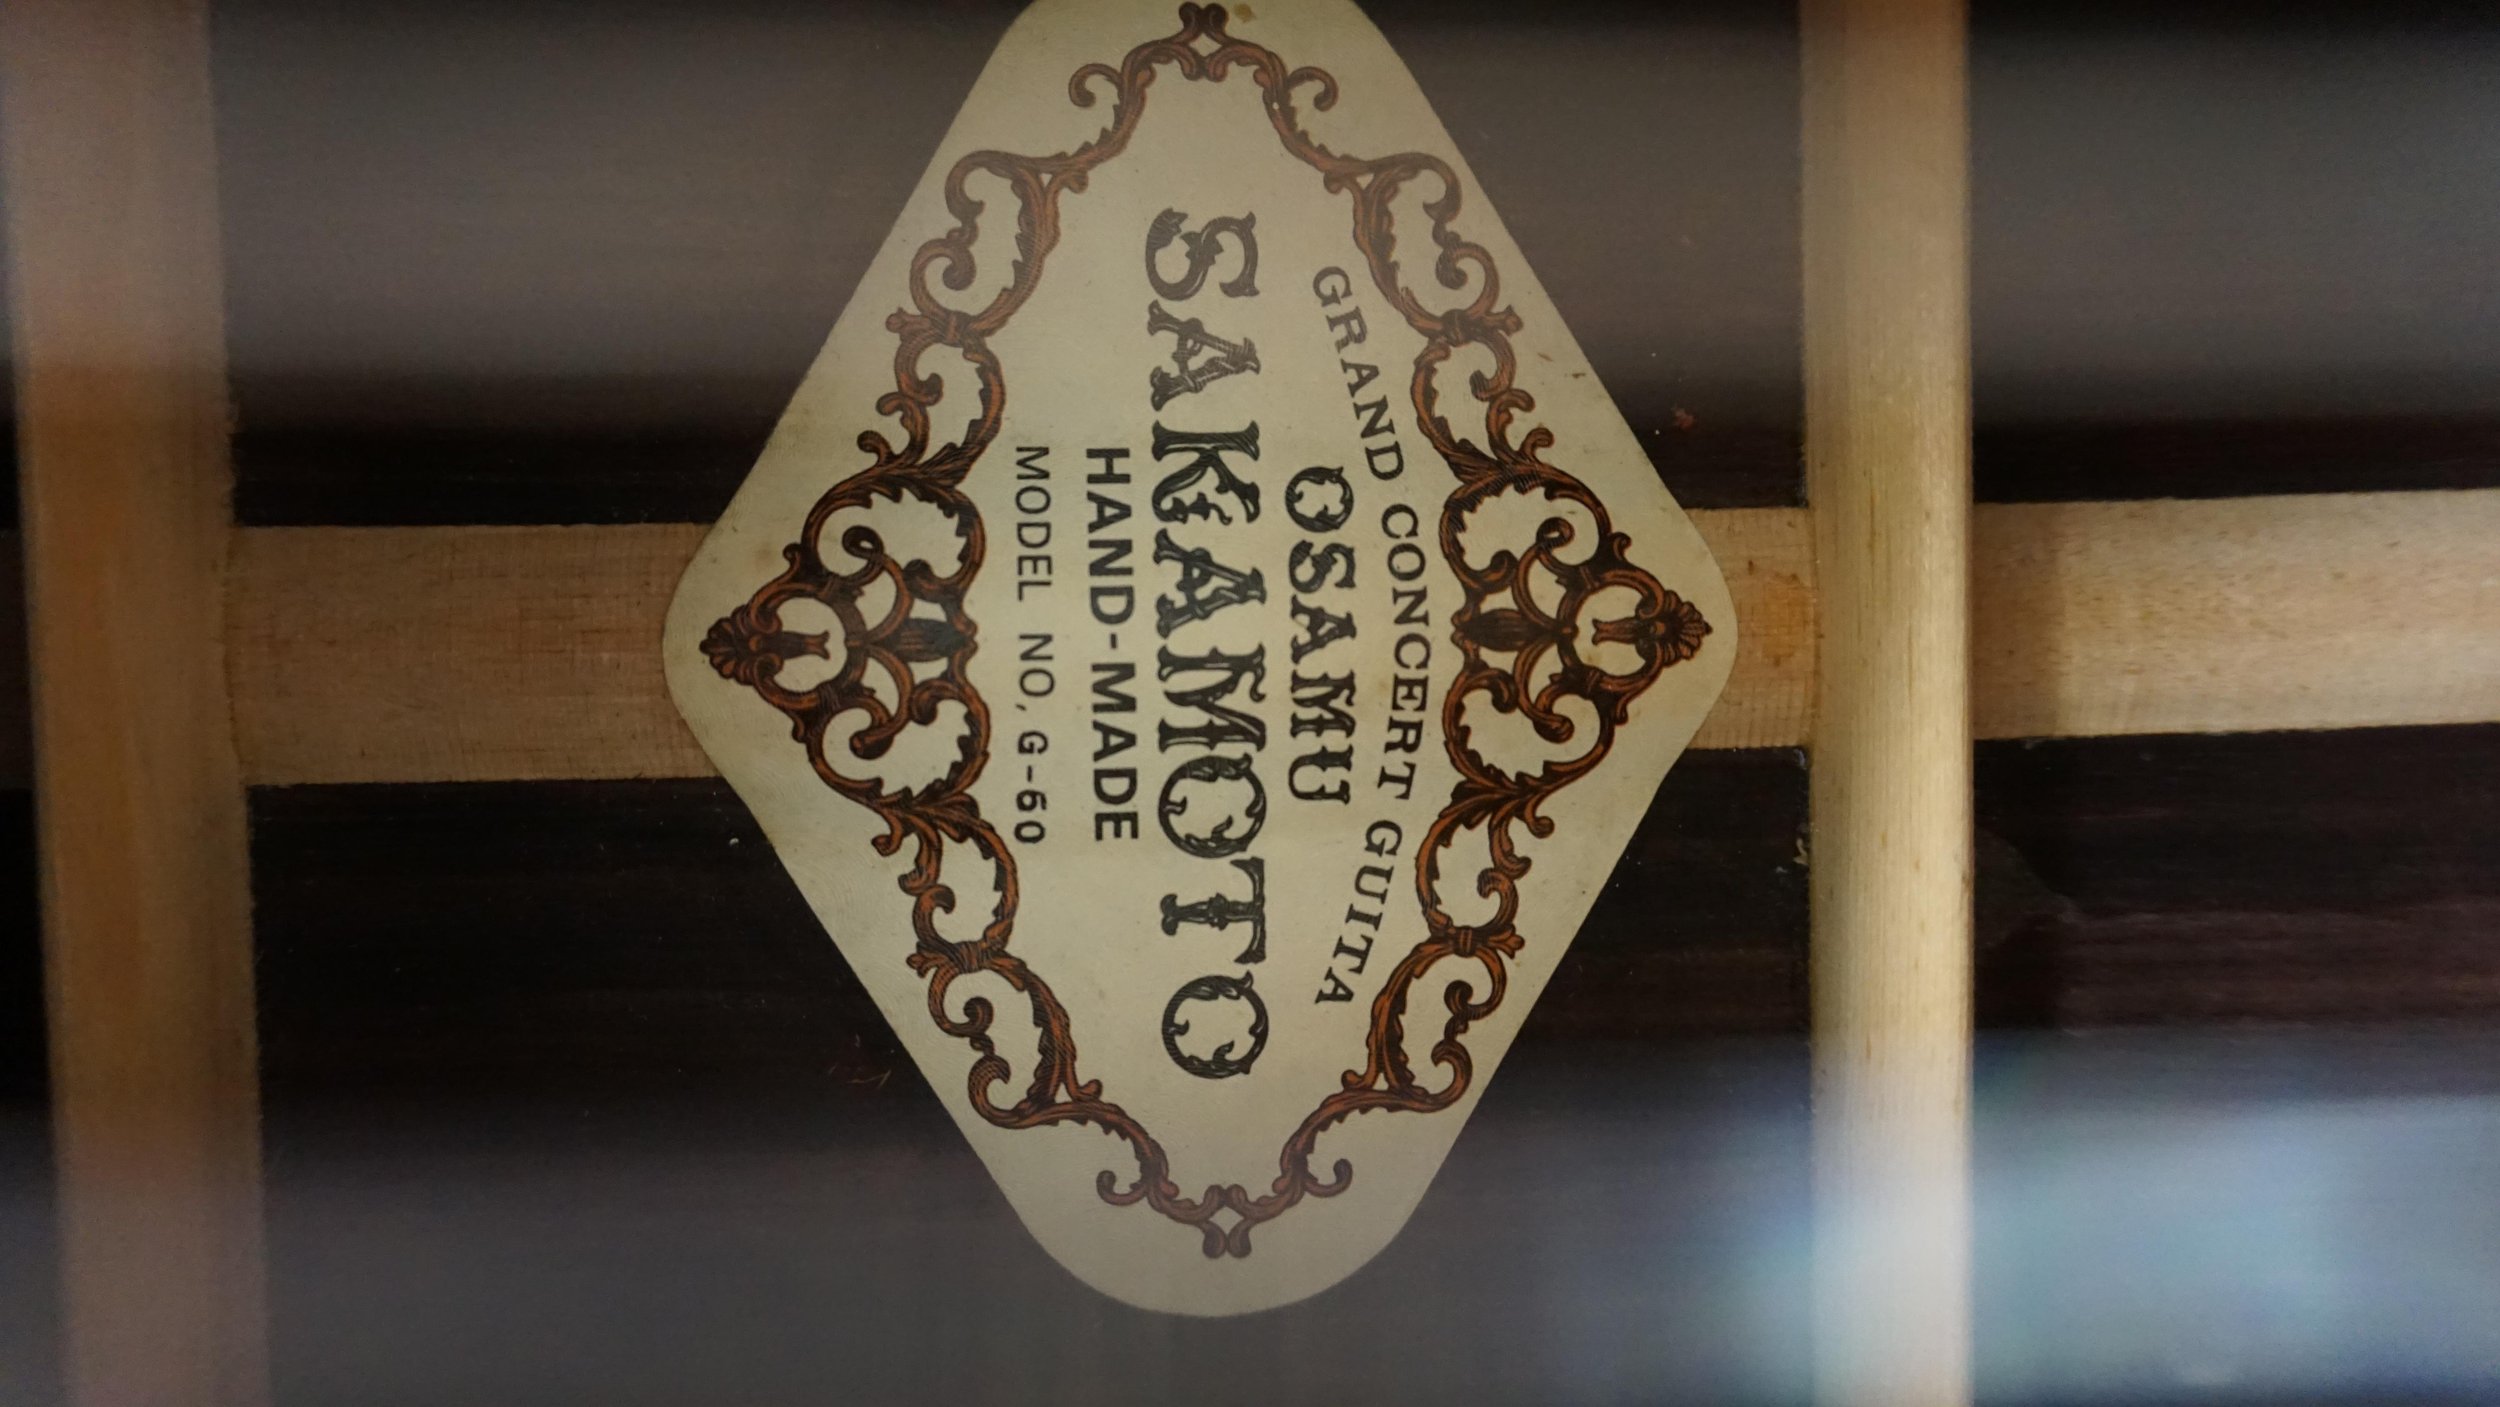 GRAND CONCERT GUITA
OSAMU
SAKAMOTO
HAND-MADE
MODEL NO, G-60